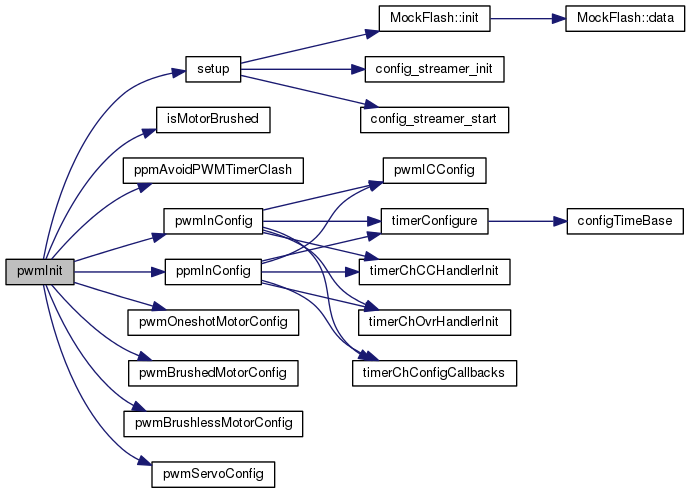 MockFlash::init
MockFlash::data
setup
config_streamer_init
isMotorBrushed
config_streamer_start
ppmAvoidPWMTimerClash
pwmICConfig
pwmInConfig
timerConfigure
configTimeBase
pwmInit
ppmInConfig
timerChCCHandlerInit
pwmOneshotMotorConfig
timerChOvrHandlerInit
pwmBrushedMotorConfig
timerChConfigCallbacks
pwmBrushlessMotorConfig
pwmServoConfig